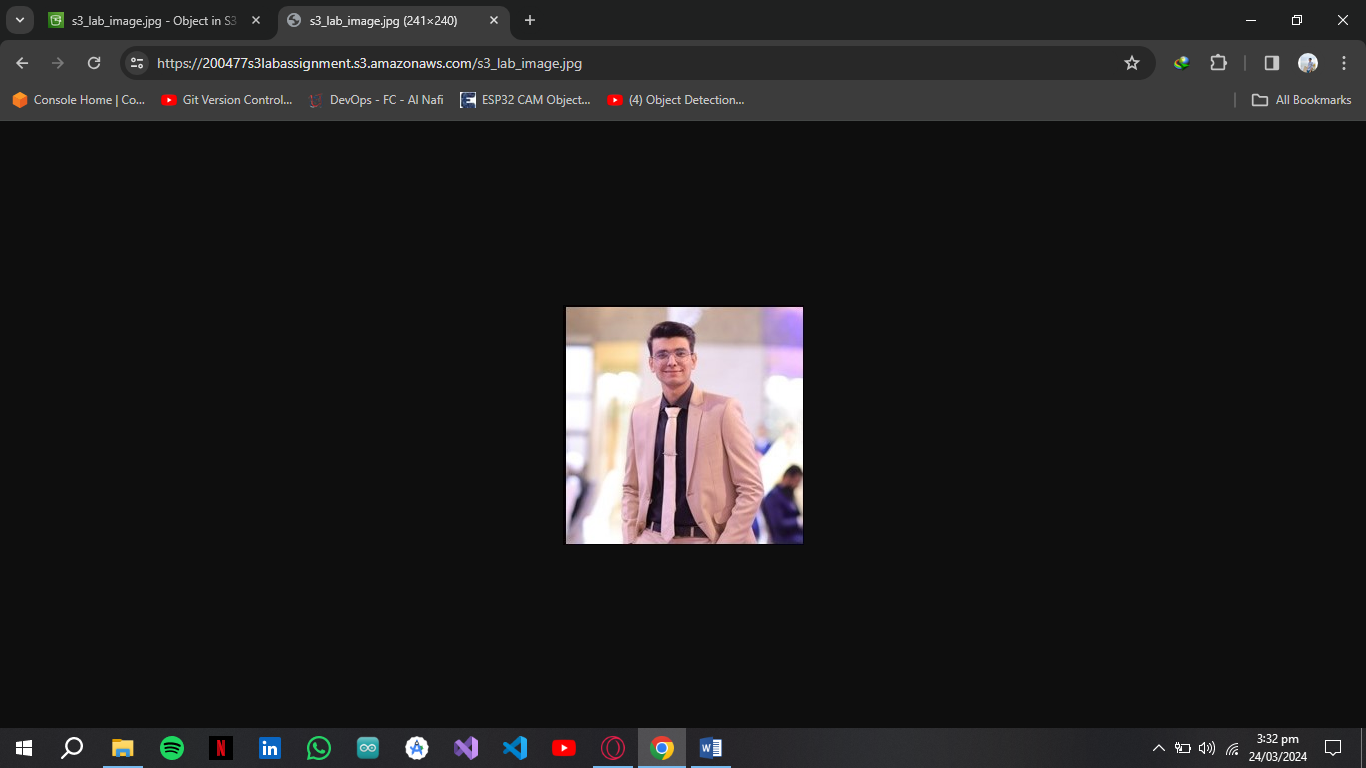 s3_lab_image.jpg - Object in S3
s3_lab_image.jpg (241×240)
https://200477s3labassignment.s3.amazonaws.com/s3_lab_image.jpg
Console Home | Co...
Git Version Control...
DevOps - FC - Al Nafi
ESP32 CAM Object...
(4) Object Detection...
All Bookmarks
3:32 pm
24/03/2024